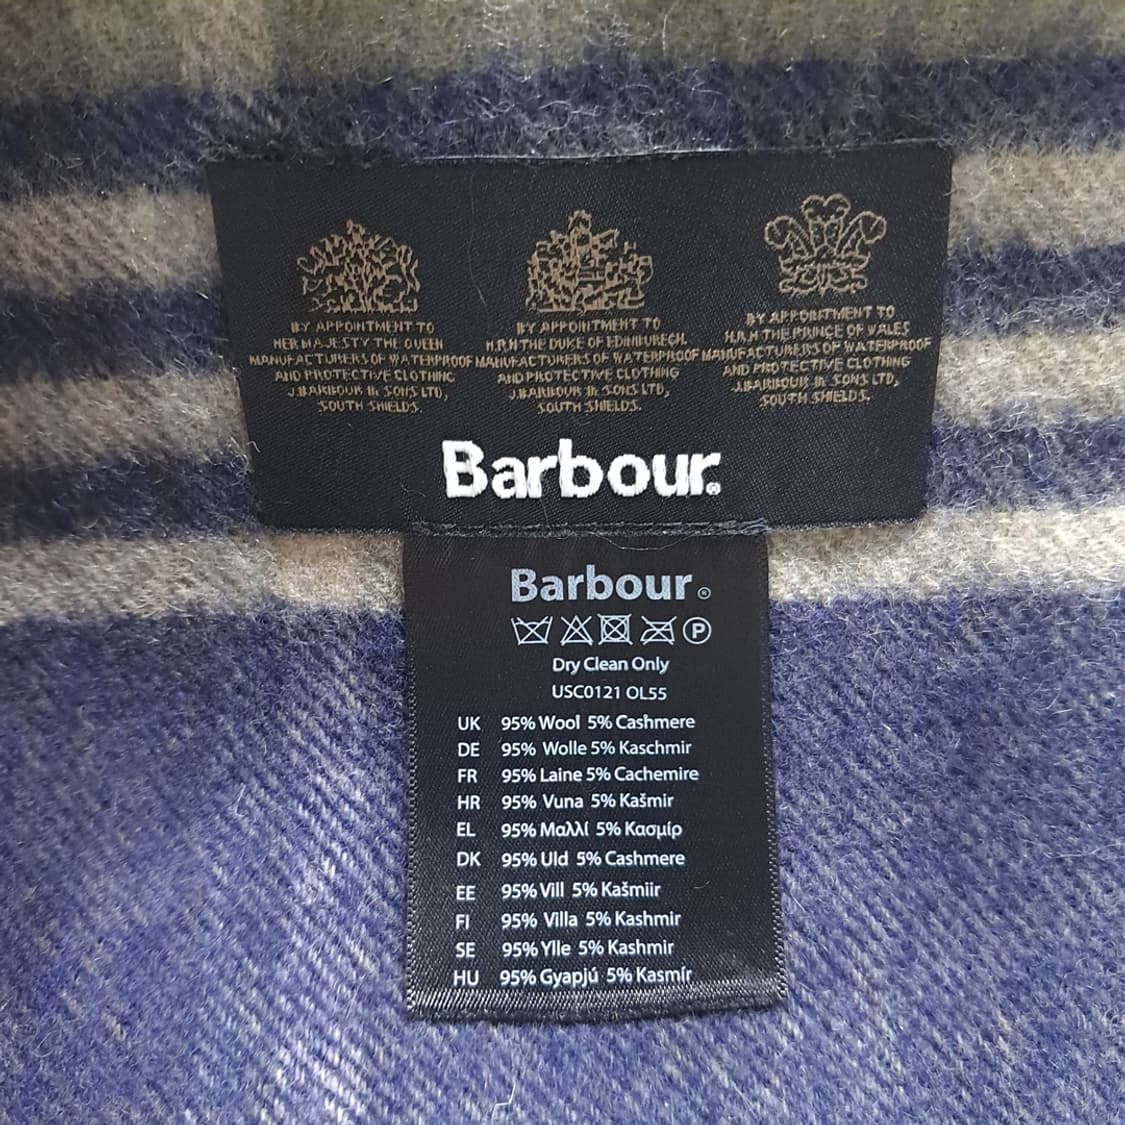 BY APPOINTMENT TO
HER MAJESTY THE QUEEN
MANUFACTURERS OF WATERPROOF
AND PROTECTIVE CLOTHING
J.BARBOUR & SONS LTD,
SOUTH SHIELDS.
BY APPOINTMENT TO
H.R.H THE DUKE OF EDINBURGH.
MANUFACTURERS OF WATERPROOF
AND PROTECTIVE CLOTHING
J.BARBOUR & SONS LTD,
SOUTH SHIELDS.
BY APPOINTMENT TO
H.R.H THE PRINCE OF WALES
MANUFACTURERS OF WATERPROOF
AND PROTECTIVE CLOTHING
J.BARBOUR & SONS LTD,
SOUTH SHIELDS.
Barbour®
Barbour®
P
Dry Clean Only
USC0121 OL55
UK 95% Wool 5% Cashmere
DE 95% Wolle 5% Kaschmir
FR 95% Laine 5% Cachemire
HR 95% Vuna 5% Kašmir
EL 95% Μαλλί 5% Κασμίρ
DK 95% Uld 5% Cashmere
EE 95% Vill 5% Kašmiir
FI 95% Villa 5% Kashmir
SE 95% Ylle 5% Kashmir
HU 95% Gyapjú 5% Kasmír